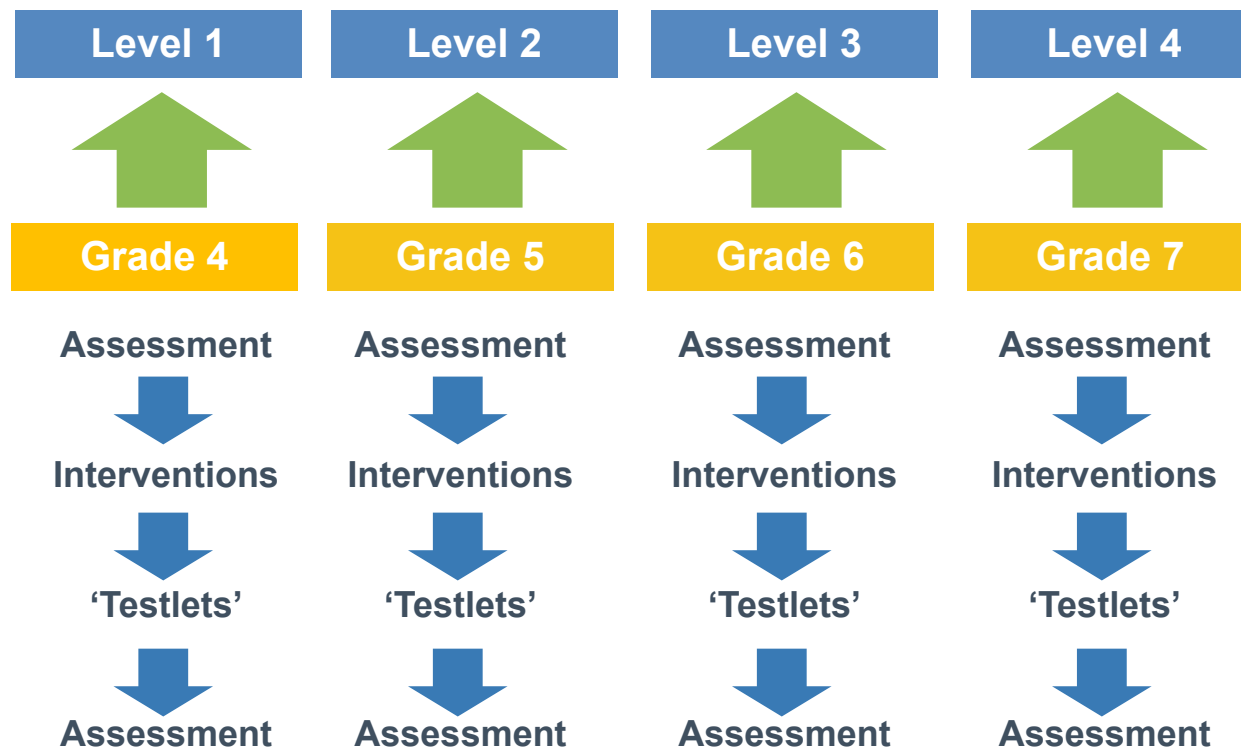 Level 1 Level 2 Level 3 Level 4
Grade 4 Grade 5 Grade 6 Grade 7
Assessment Assessment Assessment Assessment
Interventions Interventions Interventions Interventions
‘Testlets’ ‘Testlets’ ‘Testlets’ ‘Testlets’
Assessment Assessment Assessment Assessment